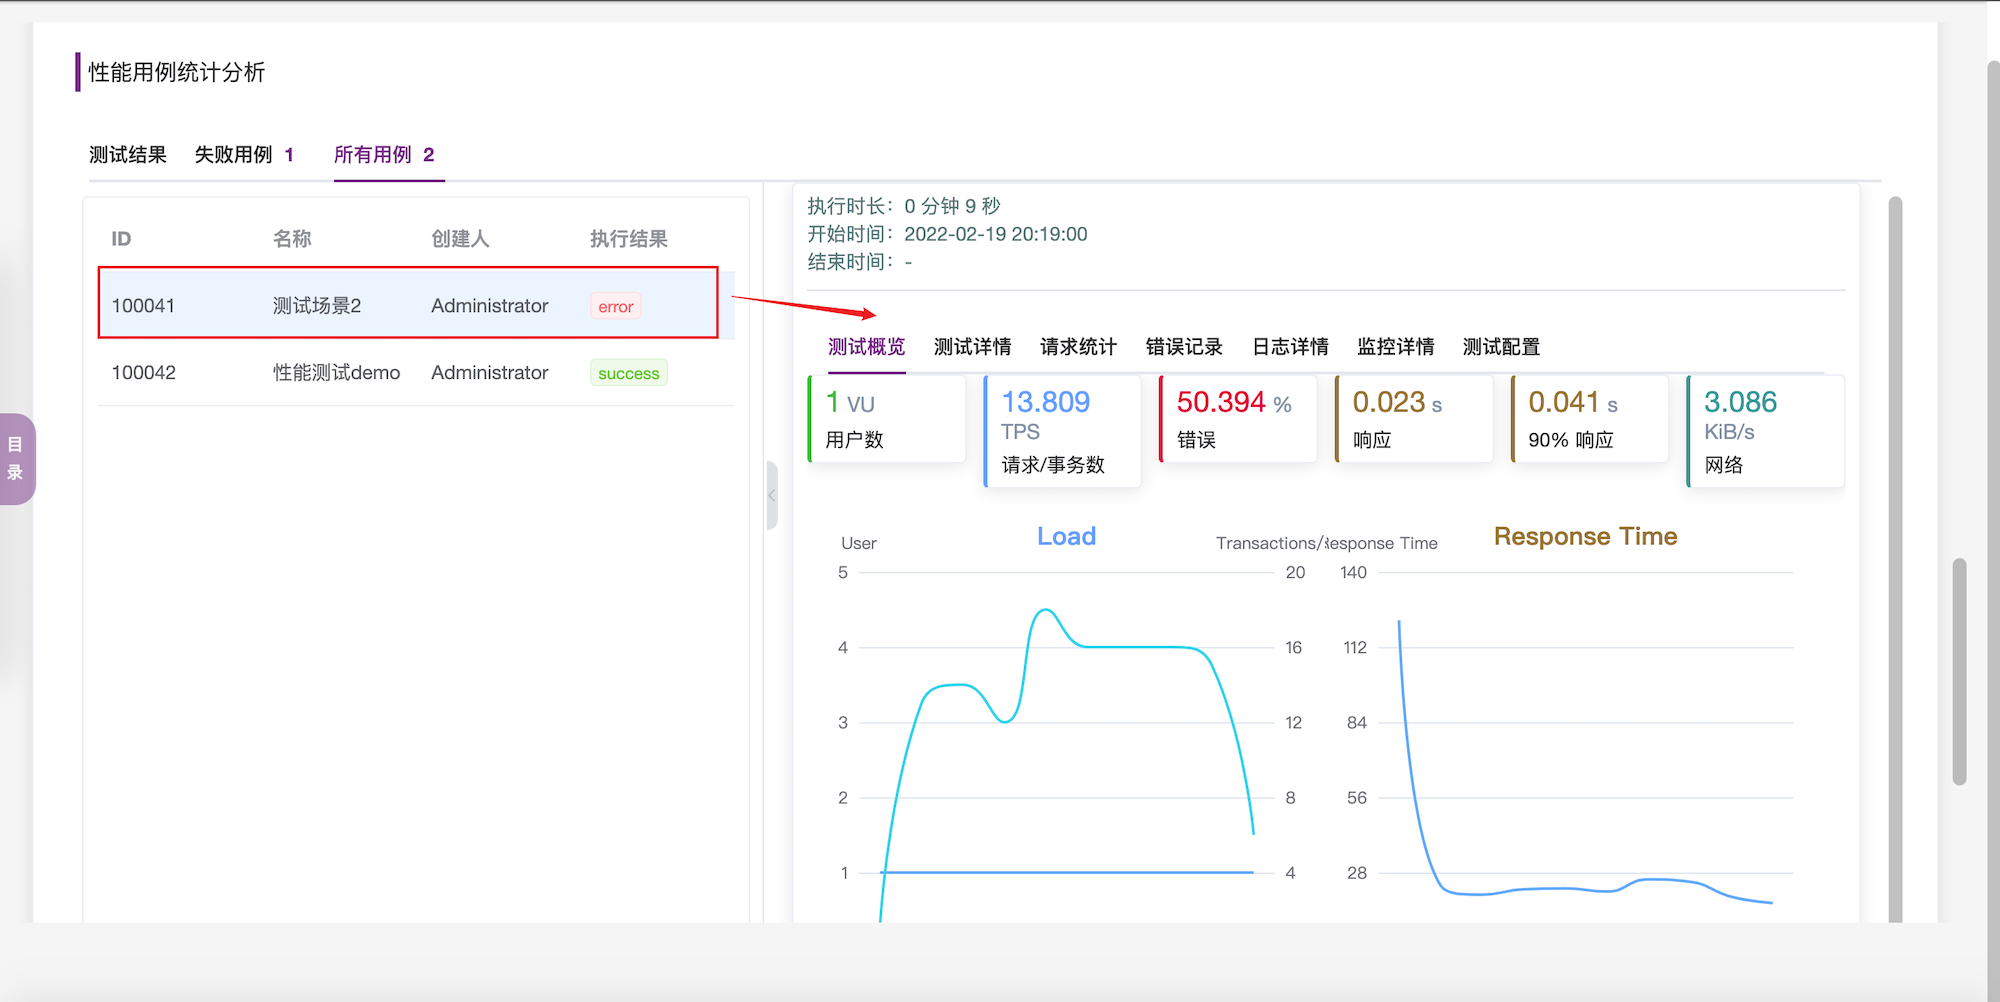 性能用例统计分析
测试结果 失败用例 1 所有用例 2
ID 名称 创建人 执行结果
100041 测试场景2 Administrator error
100042 性能测试demo Administrator success
目
录
执行时长：0 分钟 9 秒
开始时间：2022-02-19 20:19:00
结束时间：-
测试概览 测试详情 请求统计 错误记录 日志详情 监控详情 测试配置
1 VU
用户数
13.809
TPS
请求/事务数
50.394 %
错误
0.023 s
响应
0.041 s
90% 响应
3.086
KiB/s
网络
User Load Transactions/
5 20
4 16
3 12
2 8
1 4
Response Time
esponse Time
140
112
84
56
28